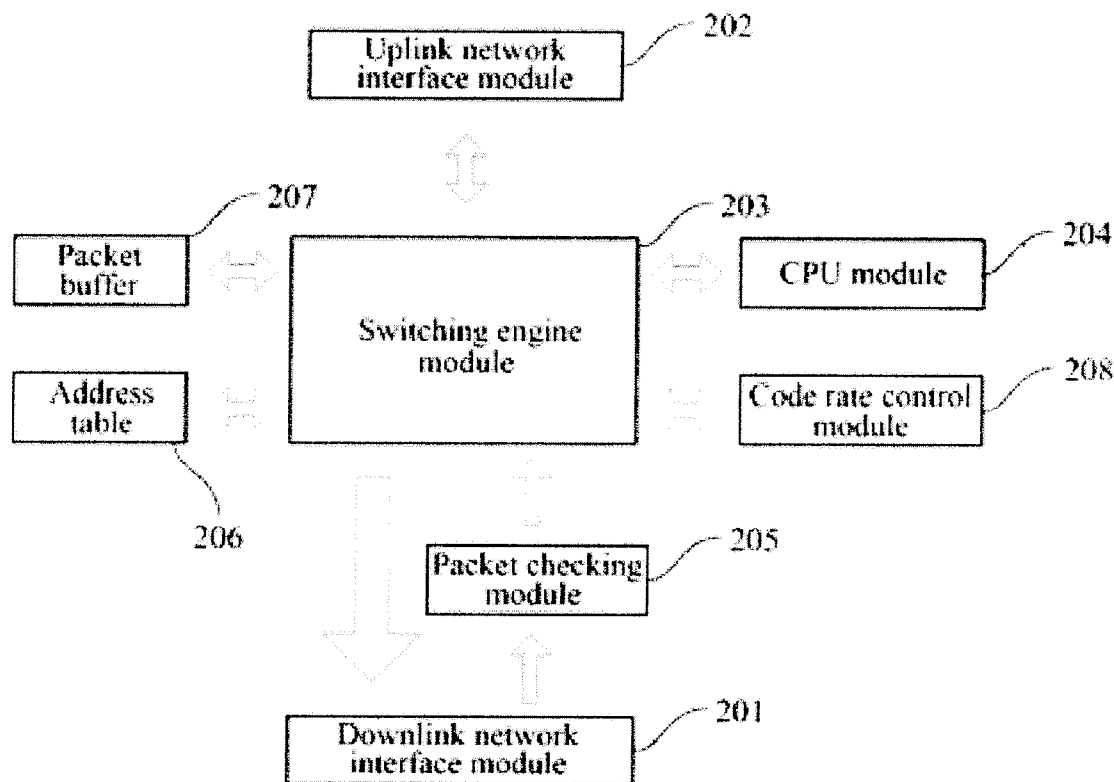 202
Uplink network
interface module
207
203
204
Packet
buffer
CPU module
Switching engine
module
208
Address
table
Code rate control
module
206
205
Packet checking
module
201
Downlink network
interface module